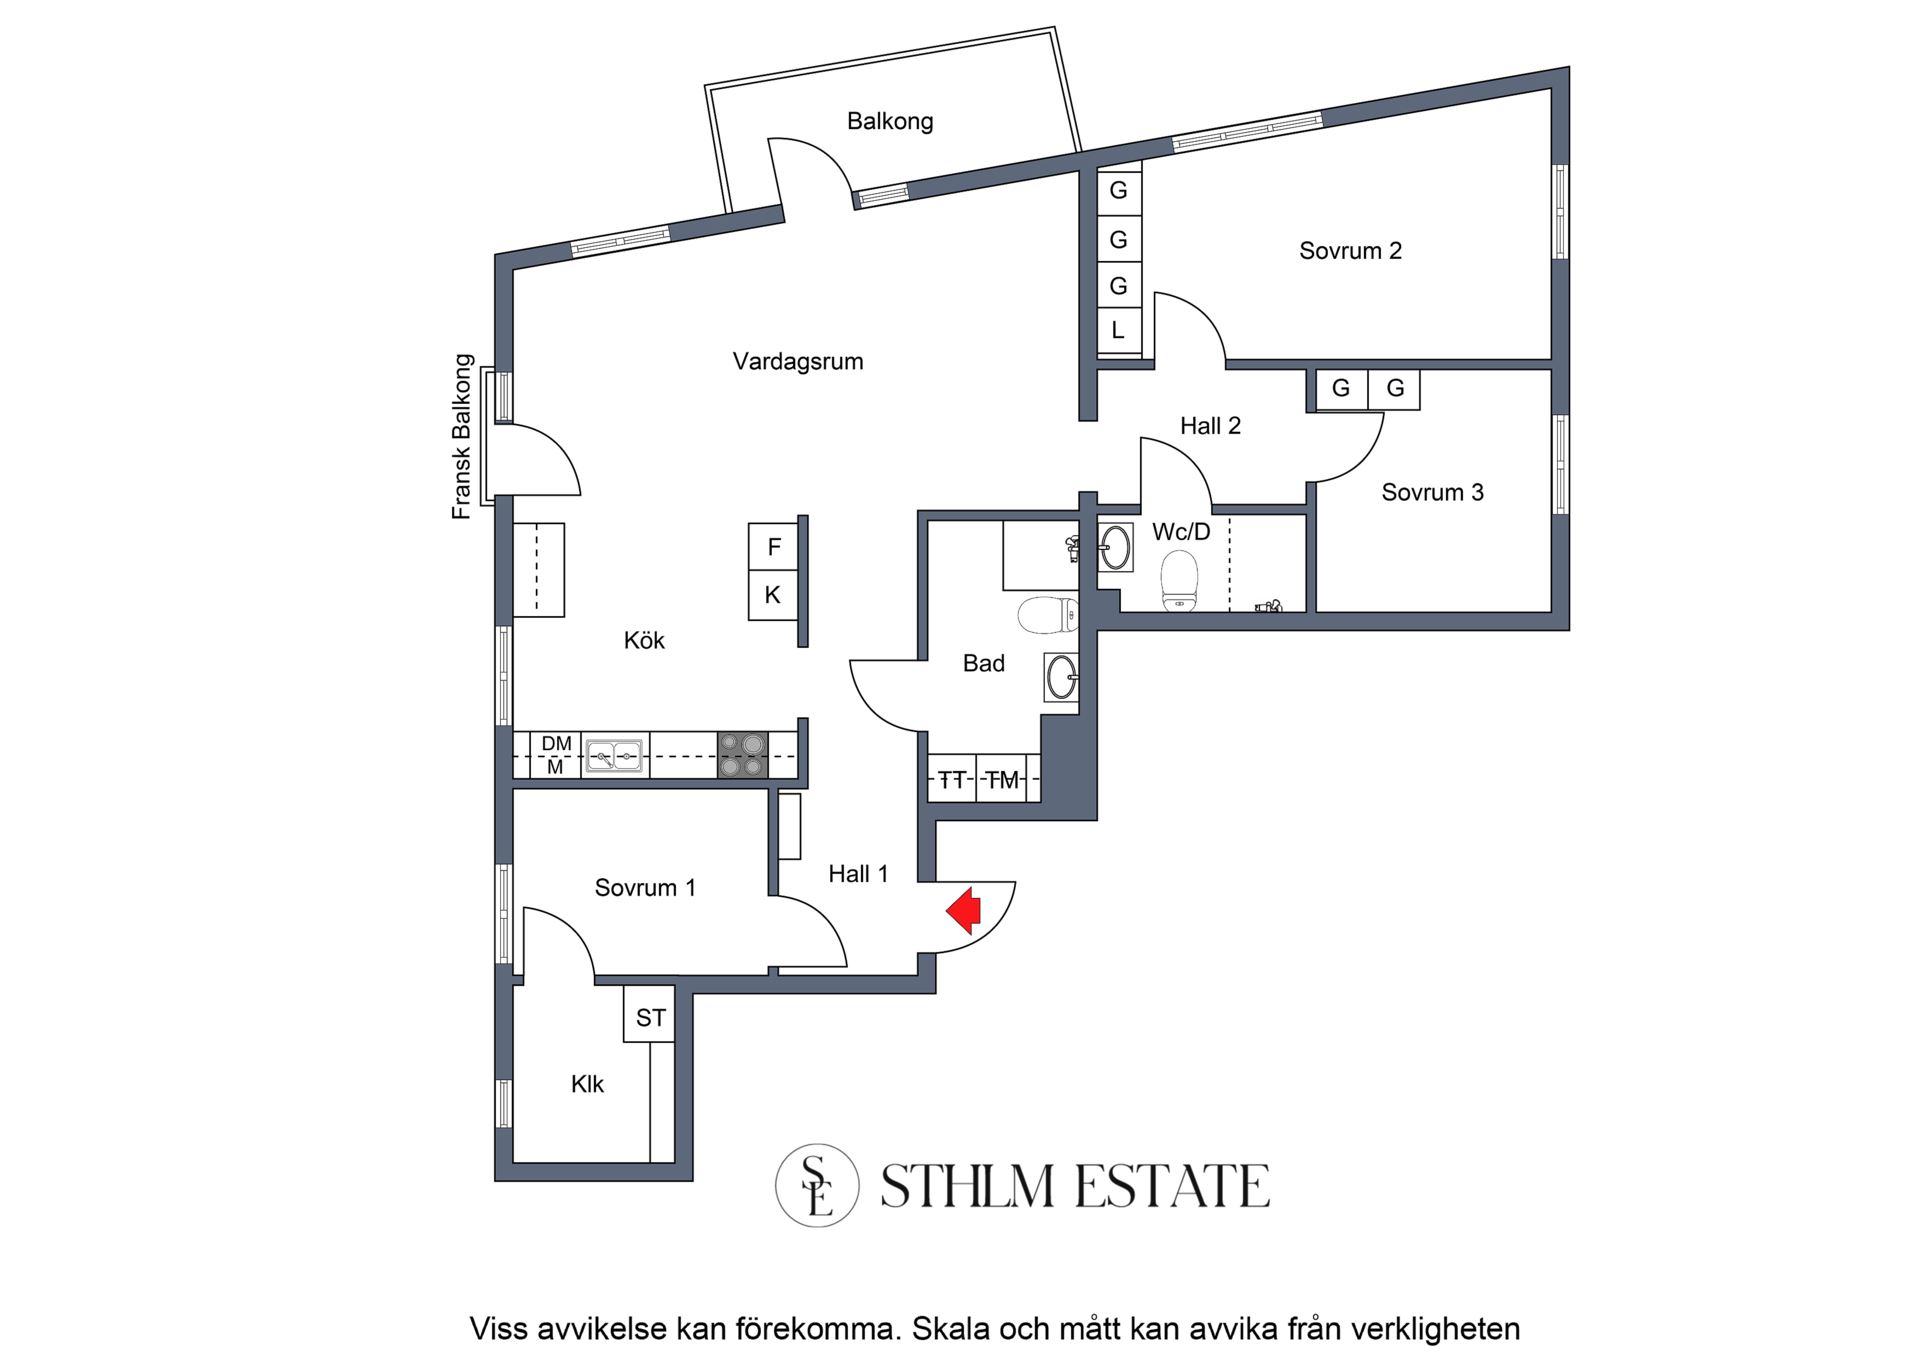 Balkong
G
G
G
L
Sovrum 2
Vardagsrum
Fransk Balkong
Hall 2
G G
Sovrum 3
Wc/D
F
K
Kök
Bad
DM
M
TT TM
Sovrum 1
Hall 1
ST
Klk
SE STHLM ESTATE
Viss avvikelse kan förekomma. Skala och mått kan avvika från verkligheten